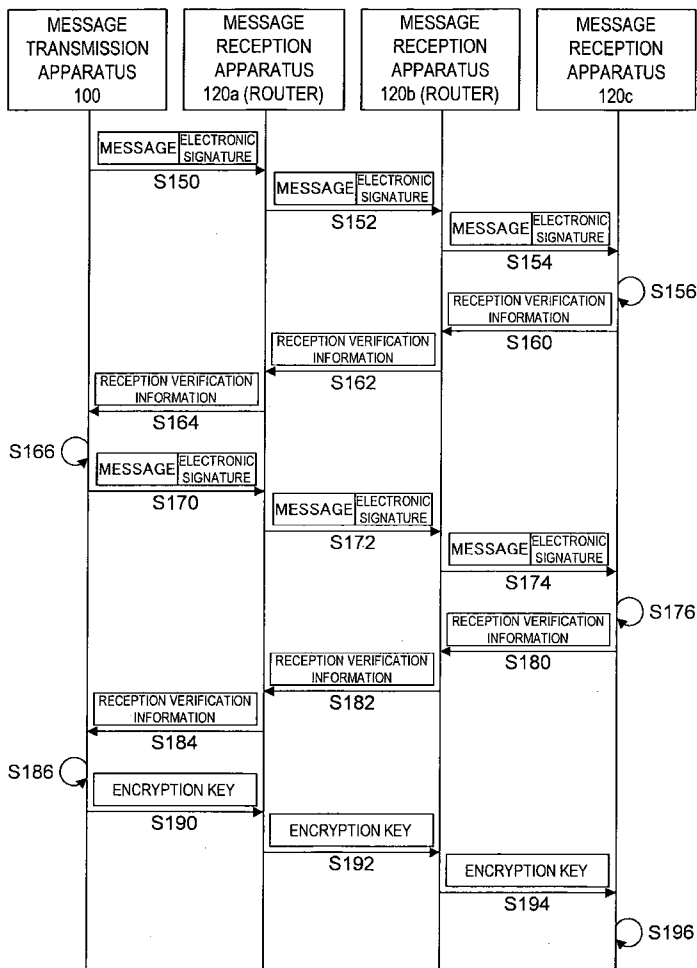 MESSAGE
TRANSMISSION
APPARATUS
100
MESSAGE
RECEPTION
APPARATUS
120a (ROUTER)
MESSAGE
RECEPTION
APPARATUS
120b (ROUTER)
MESSAGE
RECEPTION
APPARATUS
120c
MESSAGE
ELECTRONIC
SIGNATURE
S150
MESSAGE
ELECTRONIC
SIGNATURE
S152
MESSAGE
ELECTRONIC
SIGNATURE
S154
S156
RECEPTION VERIFICATION
INFORMATION
S160
RECEPTION VERIFICATION
INFORMATION
S162
RECEPTION VERIFICATION
INFORMATION
S164
S166
MESSAGE
ELECTRONIC
SIGNATURE
S170
MESSAGE
ELECTRONIC
SIGNATURE
S172
MESSAGE
ELECTRONIC
SIGNATURE
S174
S176
RECEPTION VERIFICATION
INFORMATION
S180
RECEPTION VERIFICATION
INFORMATION
S182
RECEPTION VERIFICATION
INFORMATION
S184
S186
ENCRYPTION KEY
S190
ENCRYPTION KEY
S192
ENCRYPTION KEY
S194
S196